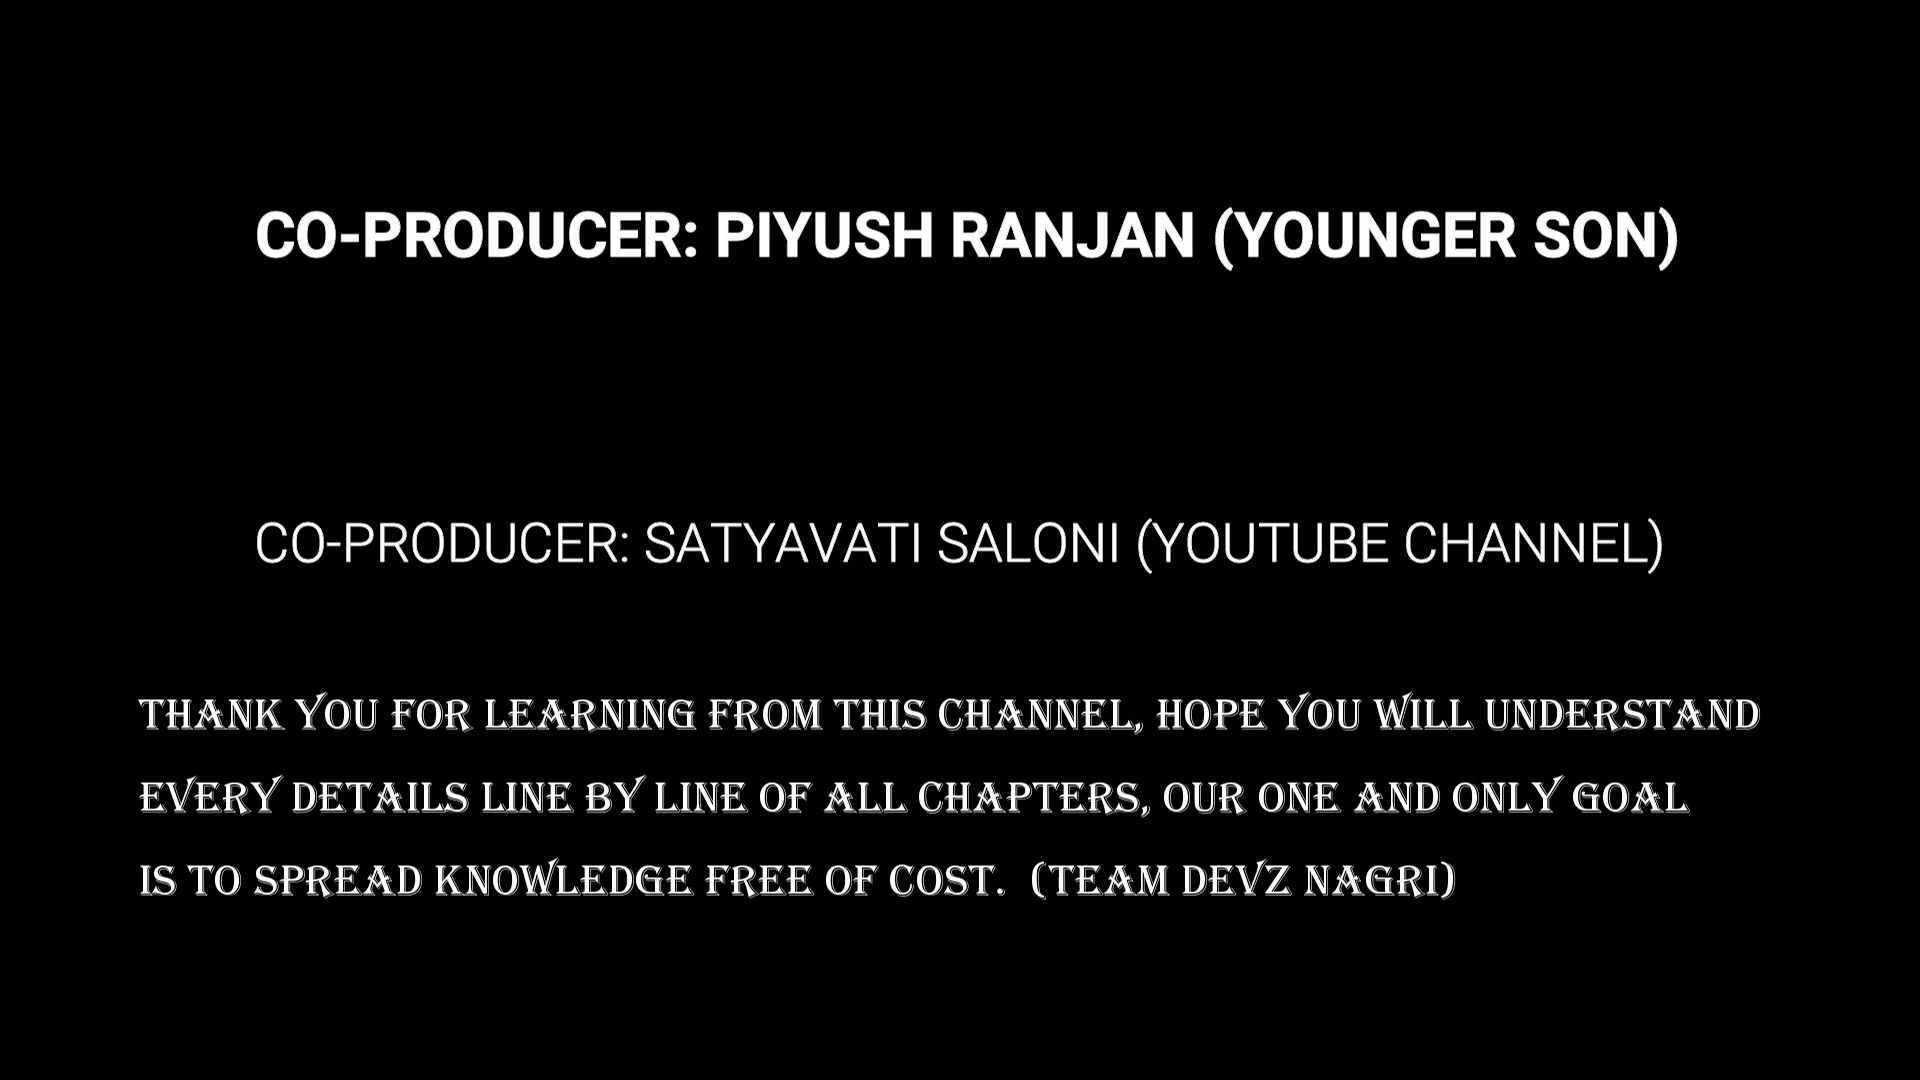 CO-PRODUCER: PIYUSH RANJAN (YOUNGER SON)
CO-PRODUCER: SATYAVATI SALONI (YOUTUBE CHANNEL)
THANK YOU FOR LEARNING FROM THIS CHANNEL, HOPE YOU WILL UNDERSTAND
EVERY DETAILS LINE BY LINE OF ALL CHAPTERS, OUR ONE AND ONLY GOAL
IS TO SPREAD KNOWLEDGE FREE OF COST. (TEAM DEVZ NAGRI)